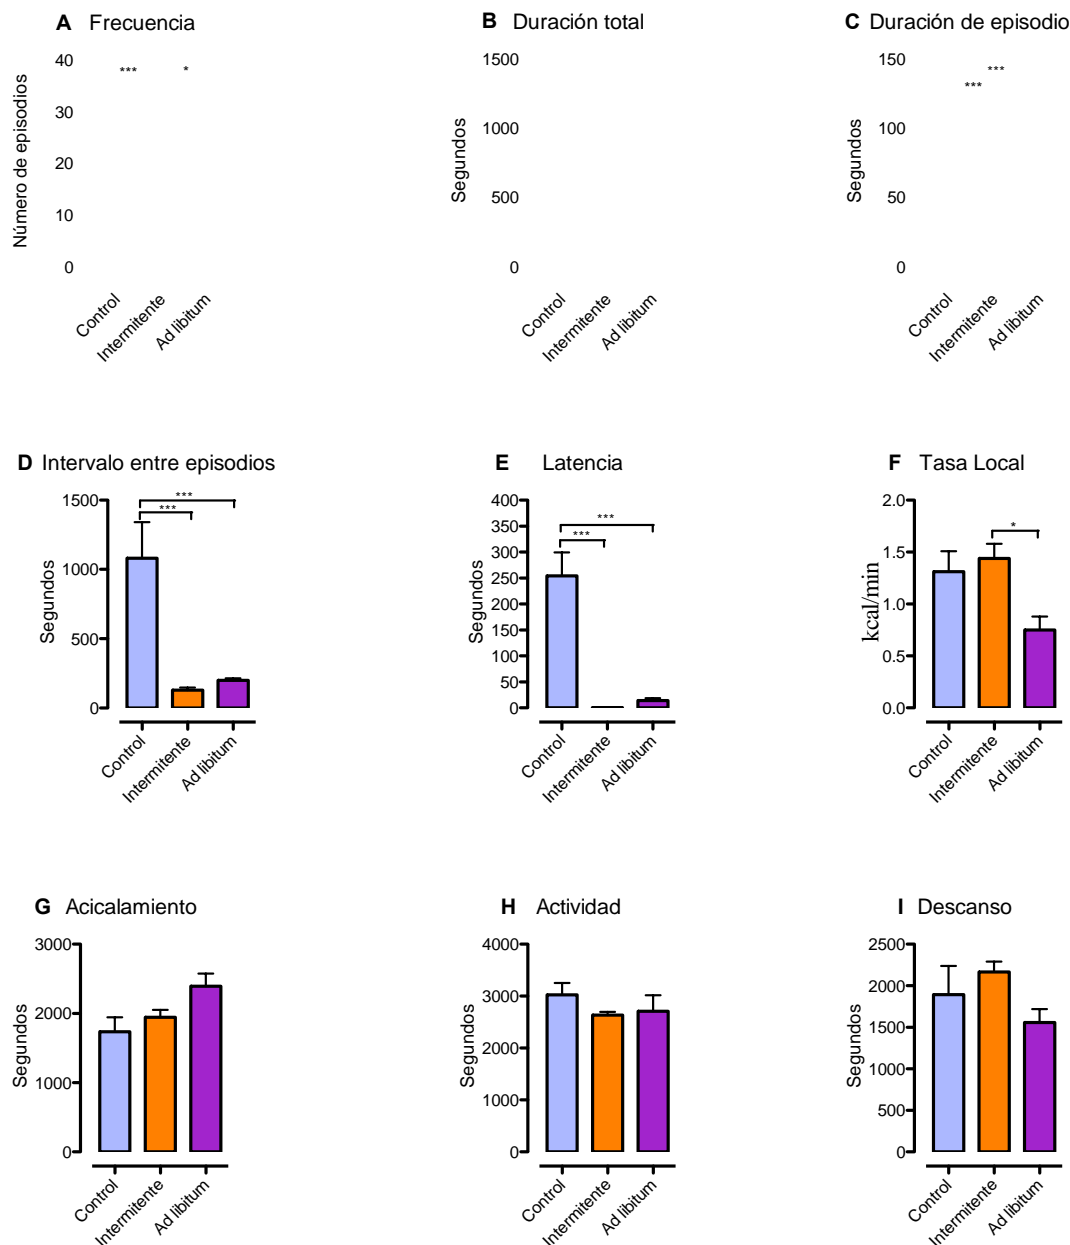 A Frecuencia
Número de episodios
40
30
20
10
0
***
*
Control
Intermitente
Ad libitum
B Duración total
Segundos
1500
1000
500
0
Control
Intermitente
Ad libitum
C Duración de episodio
Segundos
150
100
50
0
***
***
Control
Intermitente
Ad libitum
D Intervalo entre episodios
Segundos
1500
1000
500
0
***
***
Control
Intermitente
Ad libitum
E Latencia
Segundos
400
350
300
250
200
150
100
50
0
***
***
Control
Intermitente
Ad libitum
F Tasa Local
kcal/min
2.0
1.5
1.0
0.5
0.0
*
Control
Intermitente
Ad libitum
G Acicalamiento
Segundos
3000
2000
1000
0
Control
Intermitente
Ad libitum
H Actividad
Segundos
4000
3000
2000
1000
0
Control
Intermitente
Ad libitum
I Descanso
Segundos
2500
2000
1500
1000
500
0
Control
Intermitente
Ad libitum